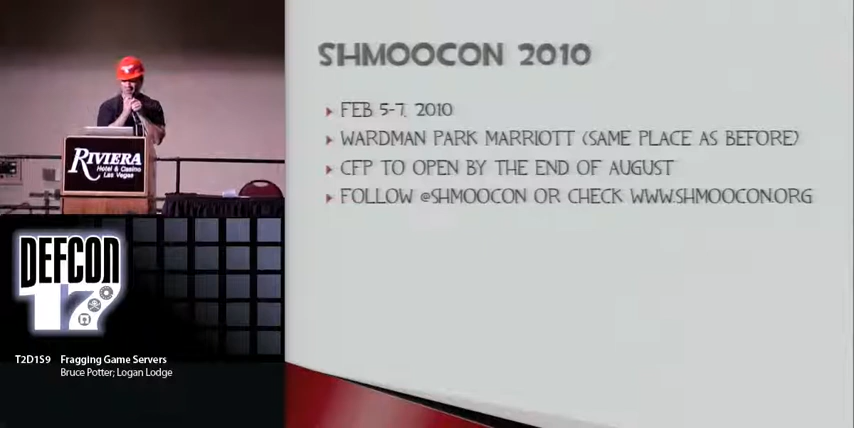 SHMOOCON 2010
FEB 5-7, 2010
WARDMAN PARK MARRIOTT (SAME PLACE AS BEFORE)
CFP TO OPEN BY THE END OF AUGUST
FOLLOW @SHMOOCON OR CHECK WWW.SHMOOCON.ORG
RIVIERA
Hotel & Casino
Las Vegas
DEFCON
17
T2D1S9 Fragging Game Servers
Bruce Potter; Logan Lodge